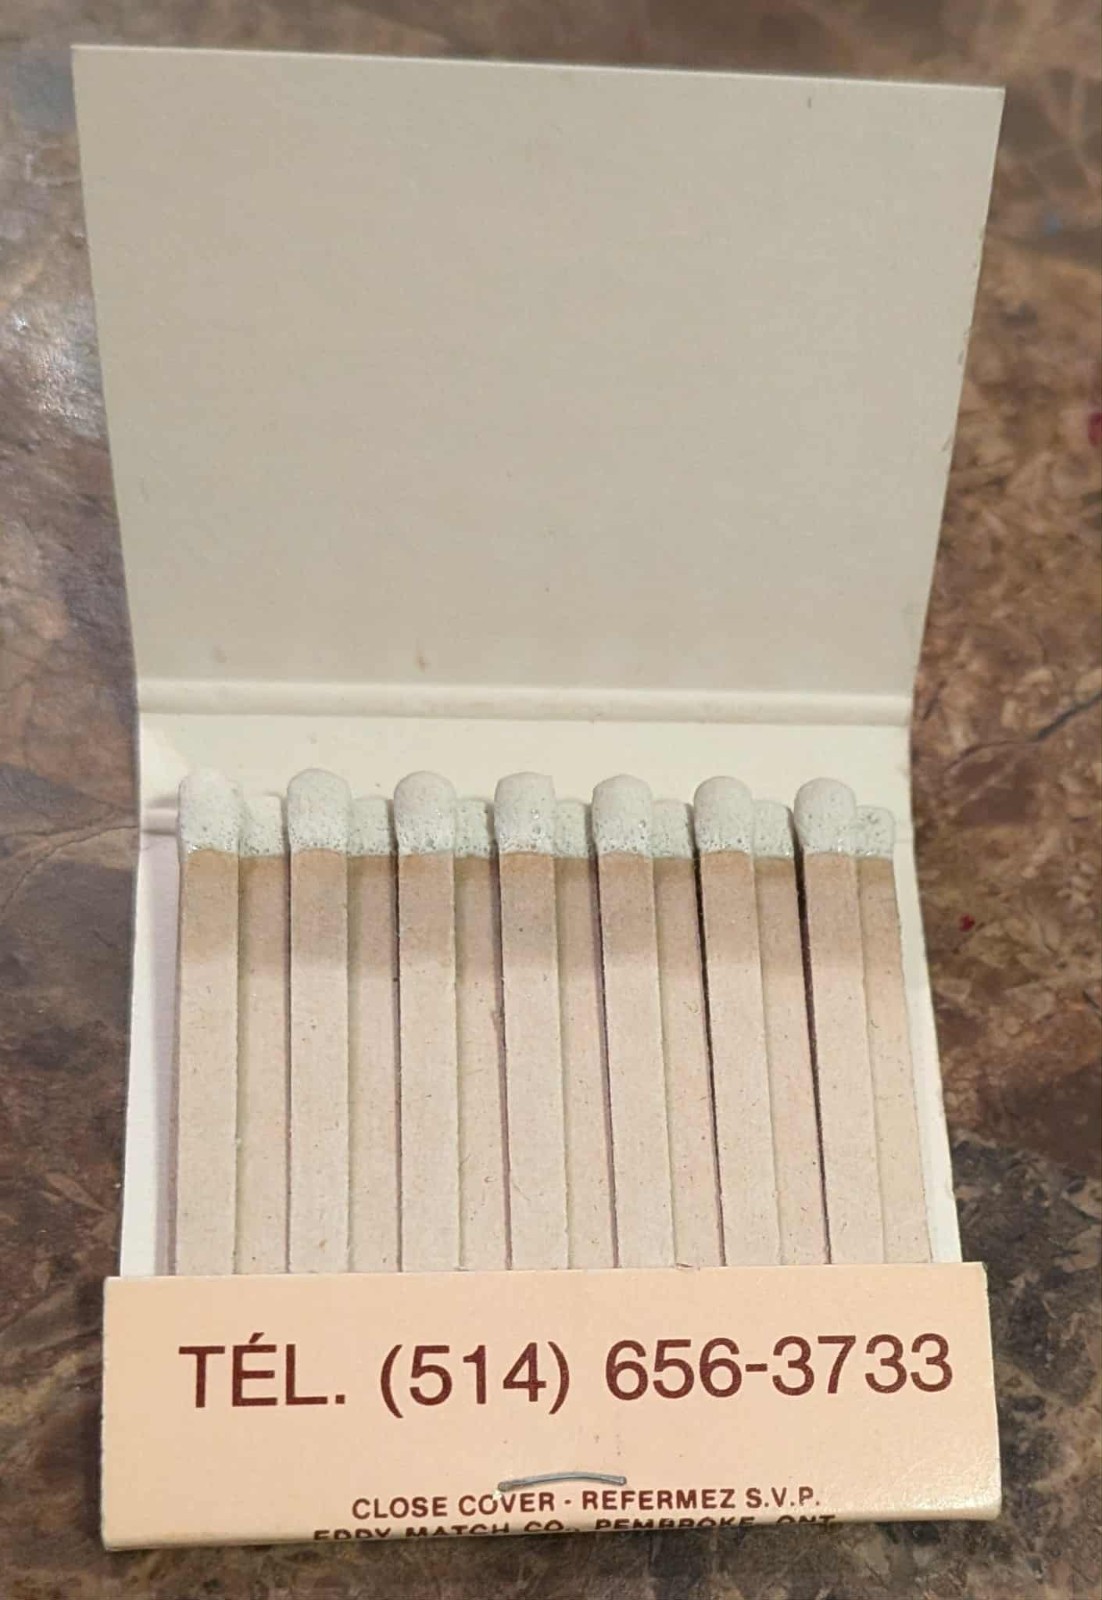 TÉL. (514) 656-3733
CLOSE COVER - REFERMEZ S.V.P.
EDDY MATCH CO., PEMBROKE, ONT.